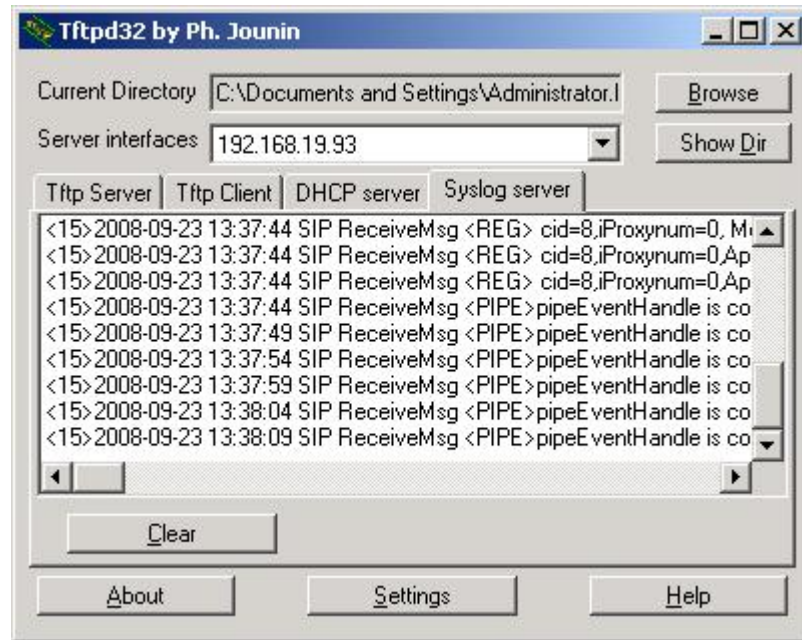 Tftpd32 by Ph. Jounin
Current Directory C:\Documents and Settings\Administrator. Browse
Server interfaces 192.168.19.93 Show Dir
Tftp Server Tftp Client DHCP server Syslog server
<15>2008-09-23 13:37:44 SIP ReceiveMsg <REG> cid=8,iProxynum=0,
<15>2008-09-23 13:37:44 SIP ReceiveMsg <REG> cid=8,iProxynum=0,Ap
<15>2008-09-23 13:37:44 SIP ReceiveMsg <REG> cid=8,iProxynum=0,Ap
<15>2008-09-23 13:37:44 SIP ReceiveMsg <PIPE>pipeEventHandle is co
<15>2008-09-23 13:37:49 SIP ReceiveMsg <PIPE>pipeEventHandle is co
<15>2008-09-23 13:37:54 SIP ReceiveMsg <PIPE>pipeEventHandle is co
<15>2008-09-23 13:37:59 SIP ReceiveMsg <PIPE>pipeEventHandle is co
<15>2008-09-23 13:38:04 SIP ReceiveMsg <PIPE>pipeEventHandle is co
<15>2008-09-23 13:38:09 SIP ReceiveMsg <PIPE>pipeEventHandle is co
Clear
About Settings Help